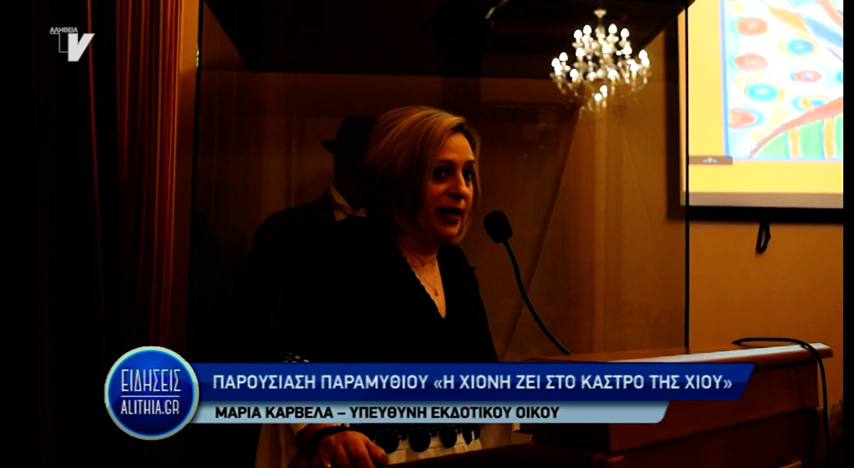 ΑΛΗΘΕΙΑ
TV
ΕΙΔΗΣΕΙΣ
ALITHIA.GR
ΠΑΡΟΥΣΙΑΣΗ ΠΑΡΑΜΥΘΙΟΥ «Η ΧΙΟΝΗ ΖΕΙ ΣΤΟ ΚΑΣΤΡΟ ΤΗΣ ΧΙΟΥ»
ΜΑΡΙΑ ΚΑΡΒΕΛΑ – ΥΠΕΥΘΥΝΗ ΕΚΔΟΤΙΚΟΥ ΟΙΚΟΥ